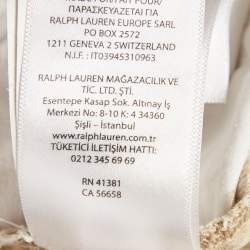 ΠΑΡΑΣΚΕΥΑΖΕΤΑΙ ΓΙΑ
RALPH LAUREN EUROPE SARL
PO BOX 2572
1211 GENEVA 2 SWITZERLAND
N.I.F. : IT03945310963
RALPH LAUREN MAĞAZACILIK VE
TİC. LTD. ŞTİ.
Esentepe Kasap Sok. Altınay İş
Merkezi No: 8-10 K: 4 34360
Şişli – İstanbul
www.ralphlauren.com.tr
TÜKETİCİ İLETİŞİM HATTI:
0212 345 69 69
RN 41381
CA 56658